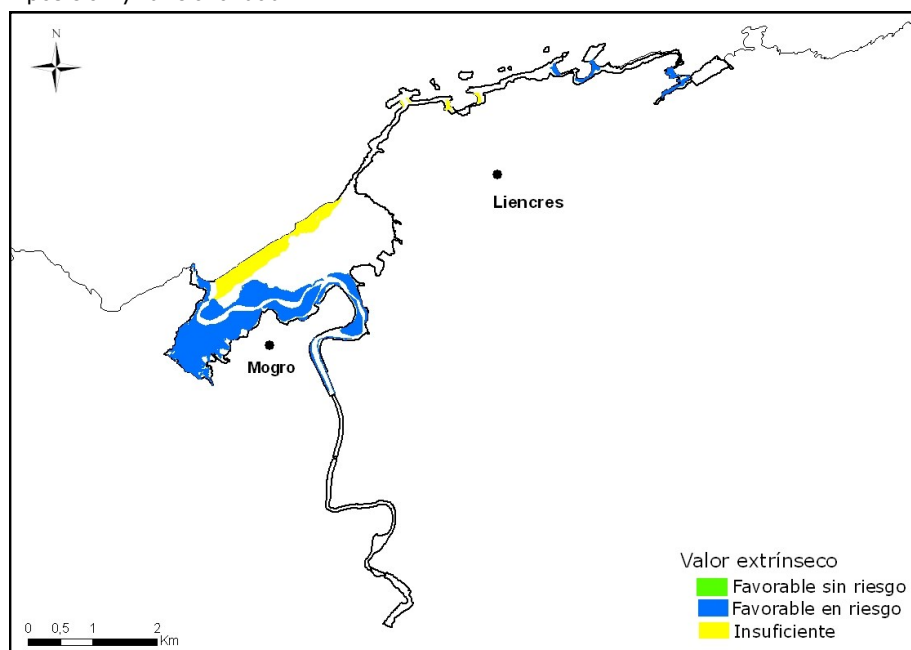 N
Liencres
Mogro
Valor extrínseco
Favorable sin riesgo
Favorable en riesgo
Insuficiente
0 0,5 1 2
Km